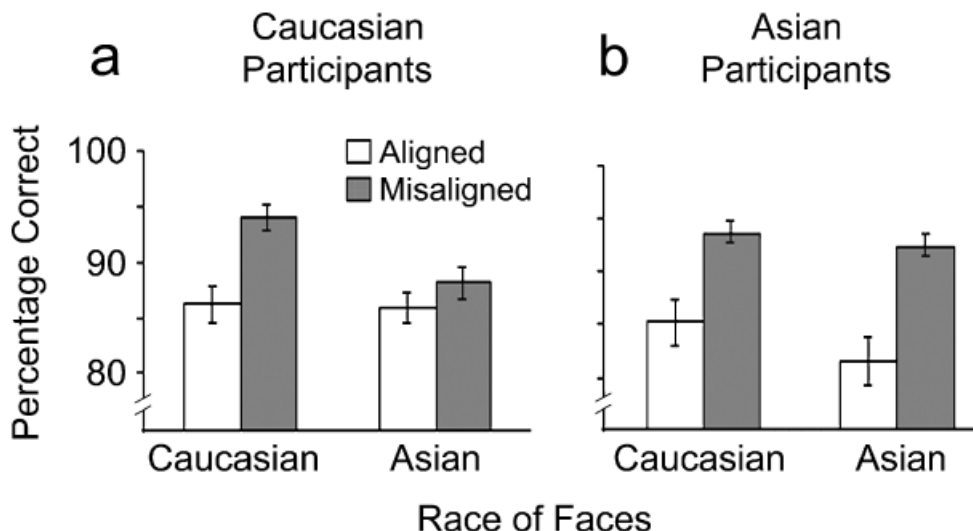 a
Caucasian
Participants
b
Asian
Participants
Percentage Correct
100
90
80
Aligned
Misaligned
Caucasian
Asian
Caucasian
Asian
Race of Faces